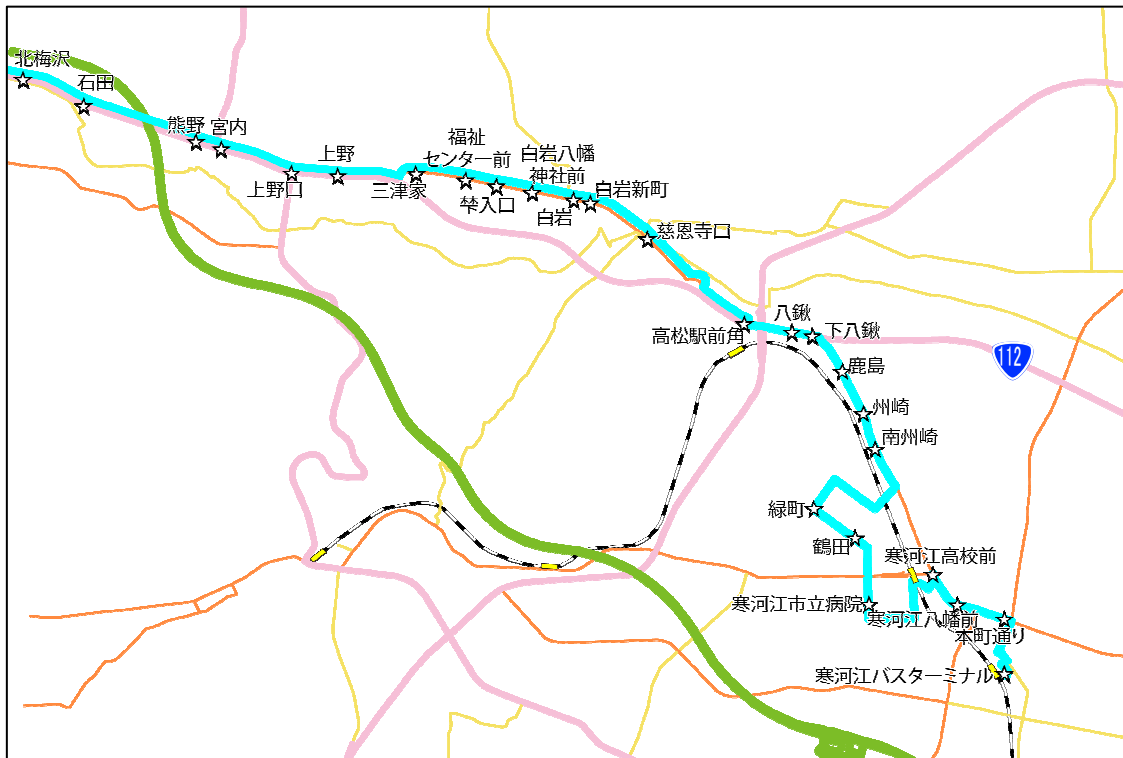 北梅沢
石田
熊野
宮内
上野口
上野
三津家
福祉
センター前
梺入口
白岩八幡
神社前
白岩
白岩新町
慈恩寺口
高松駅前角
八鍬
下八鍬
112
鹿島
州崎
南州崎
緑町
鶴田
寒河江高校前
寒河江市立病院
寒河江八幡前
本町通り
寒河江バスターミナル